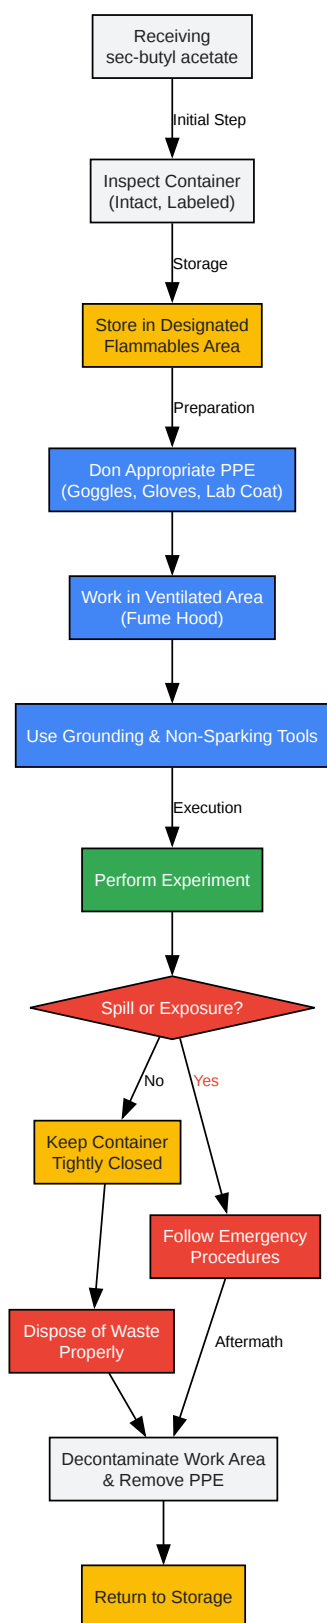 Receiving
sec-butyl acetate
Initial Step
Inspect Container
(Intact, Labeled)
Storage
Store in Designated
Flammables Area
Preparation
Don Appropriate PPE
(Goggles, Gloves, Lab Coat)
Work in Ventilated Area
(Fume Hood)
Use Grounding & Non-Sparking Tools
Execution
Perform Experiment
Spill or Exposure?
No
Yes
Keep Container
Tightly Closed
Follow Emergency
Procedures
Dispose of Waste
Properly
Aftermath
Decontaminate Work Area
& Remove PPE
Return to Storage